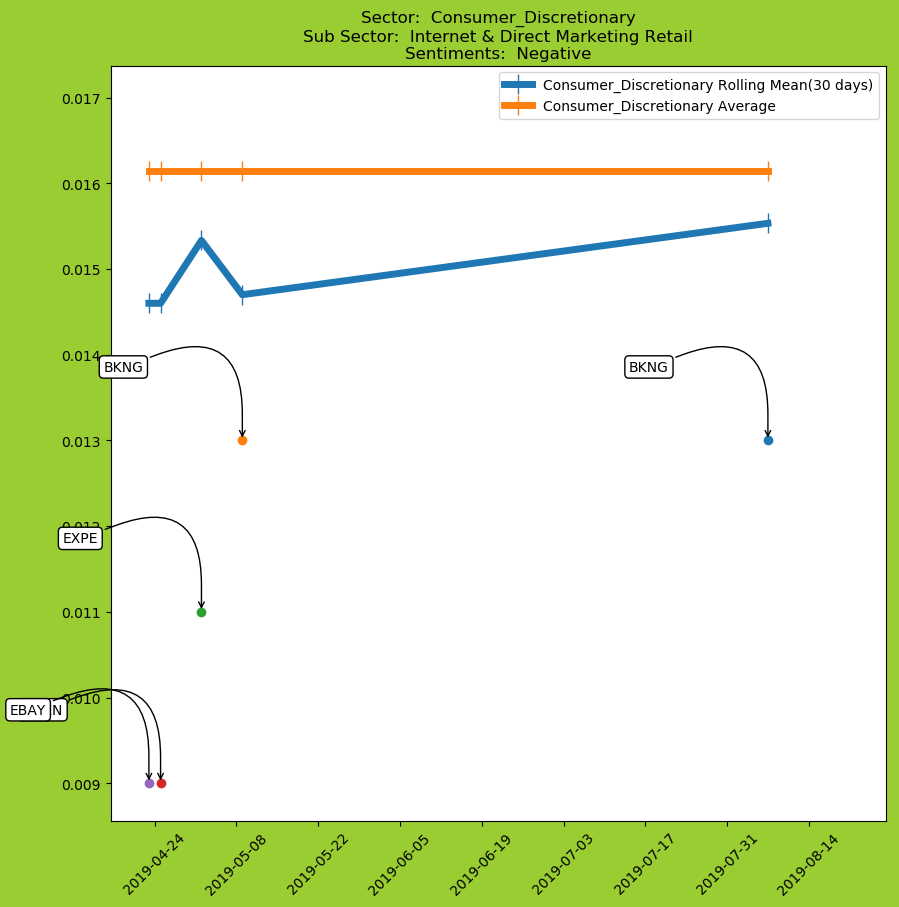 Sector:  Consumer_Discretionary
Sub Sector:  Internet & Direct Marketing Retail
Sentiments:  Negative
Consumer_Discretionary Rolling Mean(30 days)
Consumer_Discretionary Average
0.017
0.016
0.015
0.014
BKNG
BKNG
0.013
0.012
EXPE
0.011
0.010
EBAY
0.009
2019-04-24
2019-05-08
2019-05-22
2019-06-05
2019-06-19
2019-07-03
2019-07-17
2019-07-31
2019-08-14